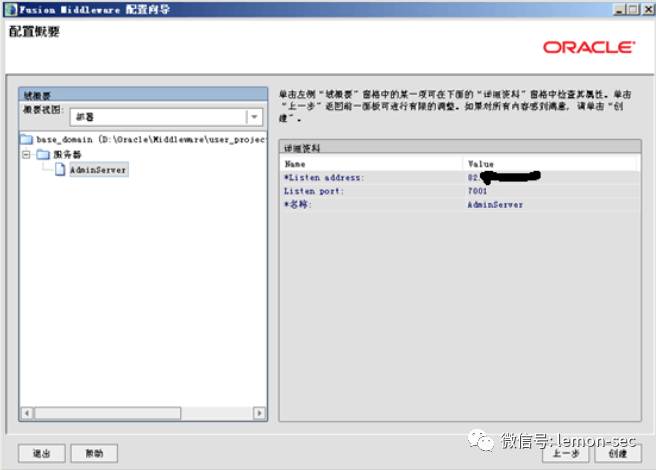 Fusion Middleware 配置向导
配置概要
ORACLE
域概要
概要视图: 部署
base_domain (D:\Oracle\Middleware\user_project
服务器
AdminServer
单击左侧“域概要”窗格中的某一项可在下面的“详细资料”窗格中检查其属性。单击
“上一步”返回前一面板可进行有限的调整。如果对所有内容感到满意, 请单击“创
建”。
详细资料
Name Value
*Listen address: 82.
Listen port: 7001
*名称: AdminServer
微信号: lemon-sec
退出 帮助 上一步 创建